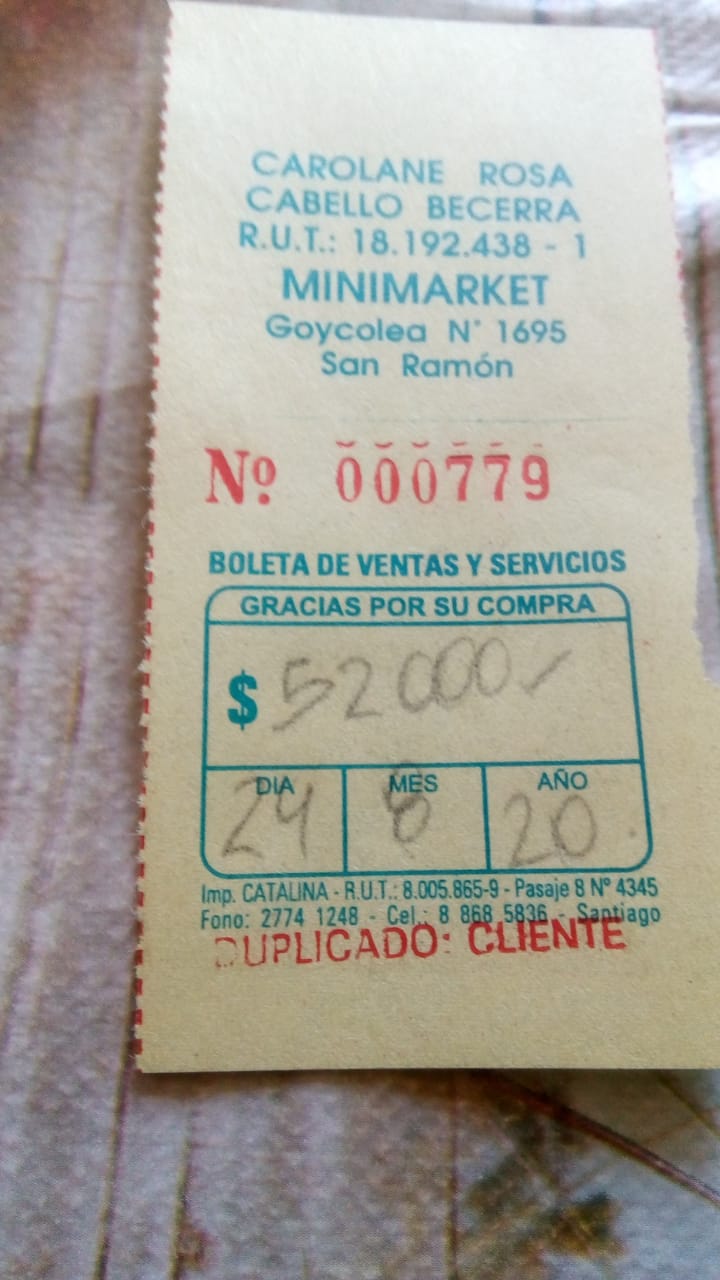 CAROLANE ROSA
CABELLO BECERRA
R.U.T.: 18.192.438 - 1
MINIMARKET
Goycolea N° 1695
San Ramón
Nº 000779
BOLETA DE VENTAS Y SERVICIOS
GRACIAS POR SU COMPRA
$ 52000.-
DIA MES AÑO
24 8 20
Imp. CATALINA - R.U.T.: 8.005.865-9 - Pasaje 8 Nº 4345
Fono: 2774 1248 - Cel.: 8 868 5836 - Santiago
DUPLICADO: CLIENTE